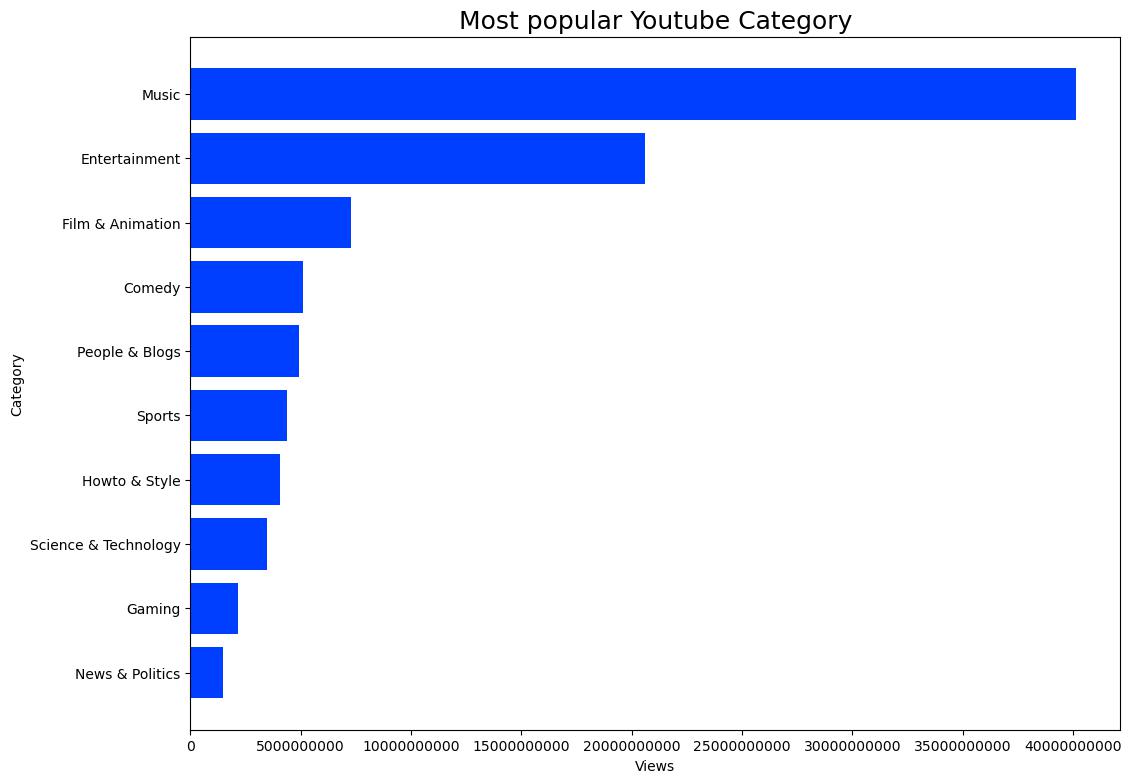 Most popular Youtube Category
Music
Entertainment
Film & Animation
Comedy
People & Blogs
Sports
Howto & Style
Science & Technology
Gaming
News & Politics
Category
0 5000000000 10000000000 15000000000 20000000000 25000000000 30000000000 35000000000 40000000000
Views